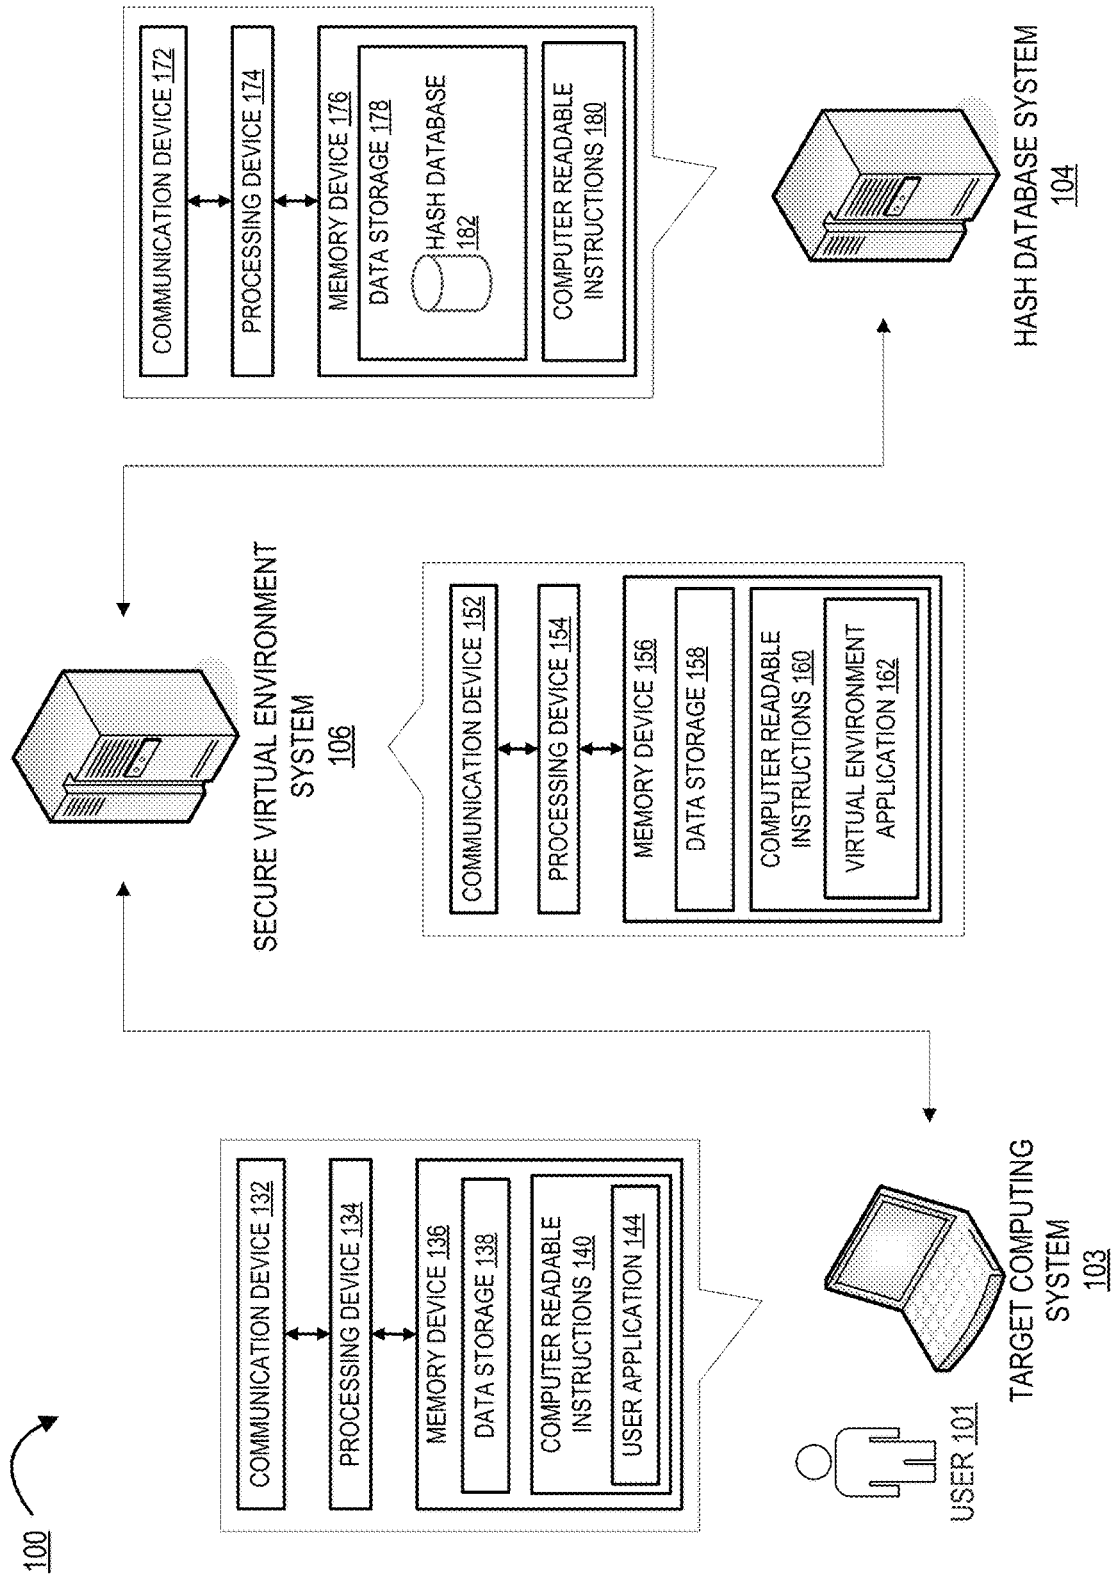 100
COMMUNICATION DEVICE 132
PROCESSING DEVICE 134
MEMORY DEVICE 136
DATA STORAGE 138
COMPUTER READABLE
INSTRUCTIONS 140
USER APPLICATION 144
USER 101
TARGET COMPUTING
SYSTEM
103
SECURE VIRTUAL ENVIRONMENT
SYSTEM
106
COMMUNICATION DEVICE 152
PROCESSING DEVICE 154
MEMORY DEVICE 156
DATA STORAGE 158
COMPUTER READABLE
INSTRUCTIONS 160
VIRTUAL ENVIRONMENT
APPLICATION 162
COMMUNICATION DEVICE 172
PROCESSING DEVICE 174
MEMORY DEVICE 176
DATA STORAGE 178
HASH DATABASE
182
COMPUTER READABLE
INSTRUCTIONS 180
HASH DATABASE SYSTEM
104